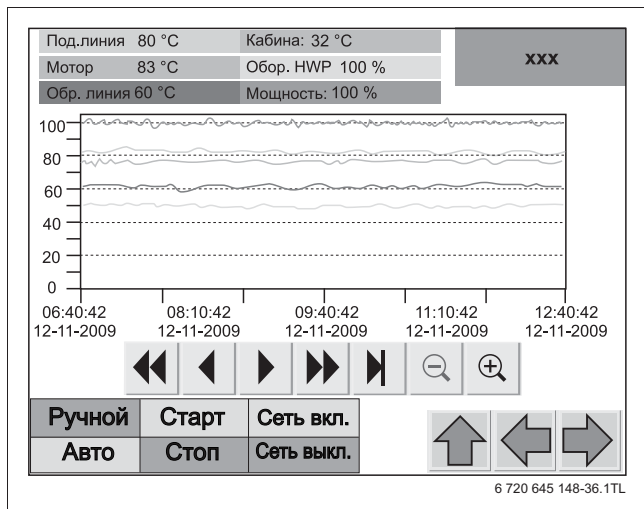 Под.линия 80 °C Кабина: 32 °C
xxx
Мотор 83 °C Обор. HWP 100 %
Обр. линия 60 °C Мощность: 100 %
100
80
60
40
20
0
06:40:42 08:10:42 09:40:42 11:10:42 12:40:42
12-11-2009 12-11-2009 12-11-2009 12-11-2009 12-11-2009
Ручной Старт Сеть вкл.
Авто Стоп Сеть выкл.
6 720 645 148-36.1TL